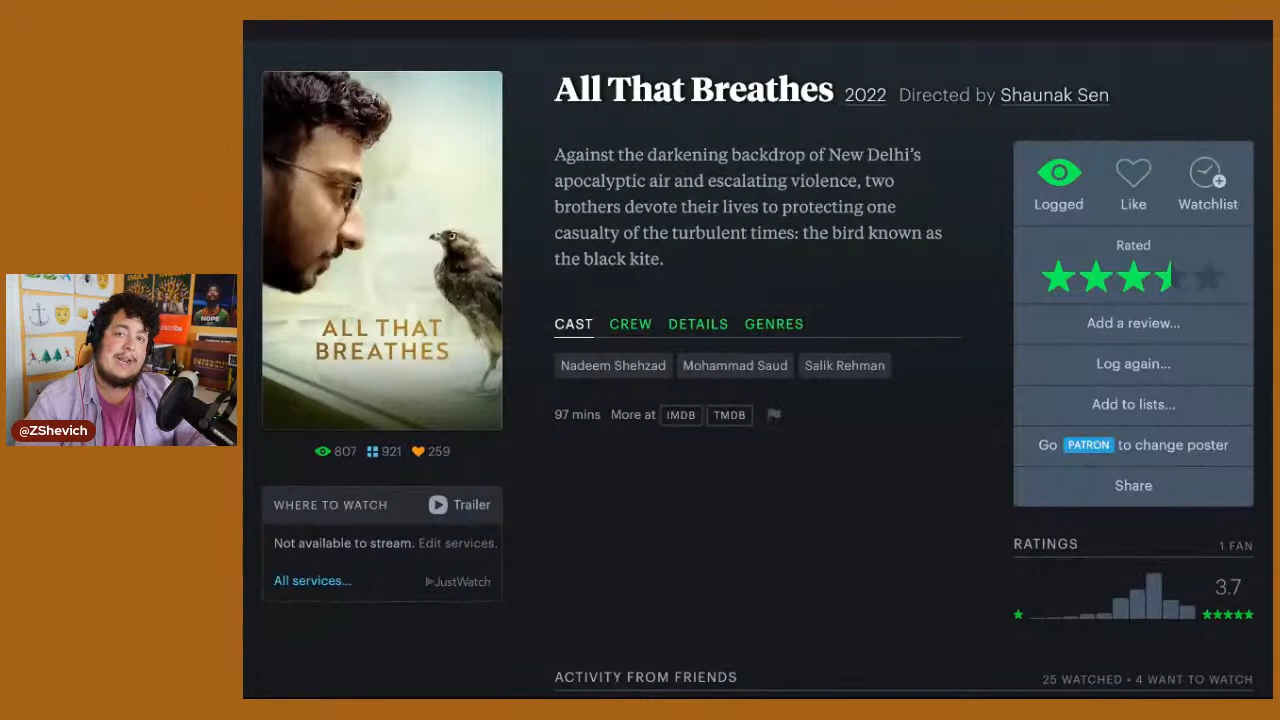 All That Breathes 2022 Directed by Shaunak Sen
Against the darkening backdrop of New Delhi's
apocalyptic air and escalating violence, two
brothers devote their lives to protecting one
casualty of the turbulent times: the bird known as
the black kite.
CAST CREW DETAILS GENRES
Nadeem Shehzad Mohammad Saud Salik Rehman
97 mins More at IMDB TMDB
ALL THAT
BREATHES
807 921 259
WHERE TO WATCH Trailer
Not available to stream. Edit services.
All services... JustWatch
Logged Like Watchlist
Rated
Add a review...
Log again...
Add to lists...
Go PATRON to change poster
Share
RATINGS 1 FAN
3.7
ACTIVITY FROM FRIENDS 25 WATCHED • 4 WANT TO WATCH
@ZShevich
NOPE